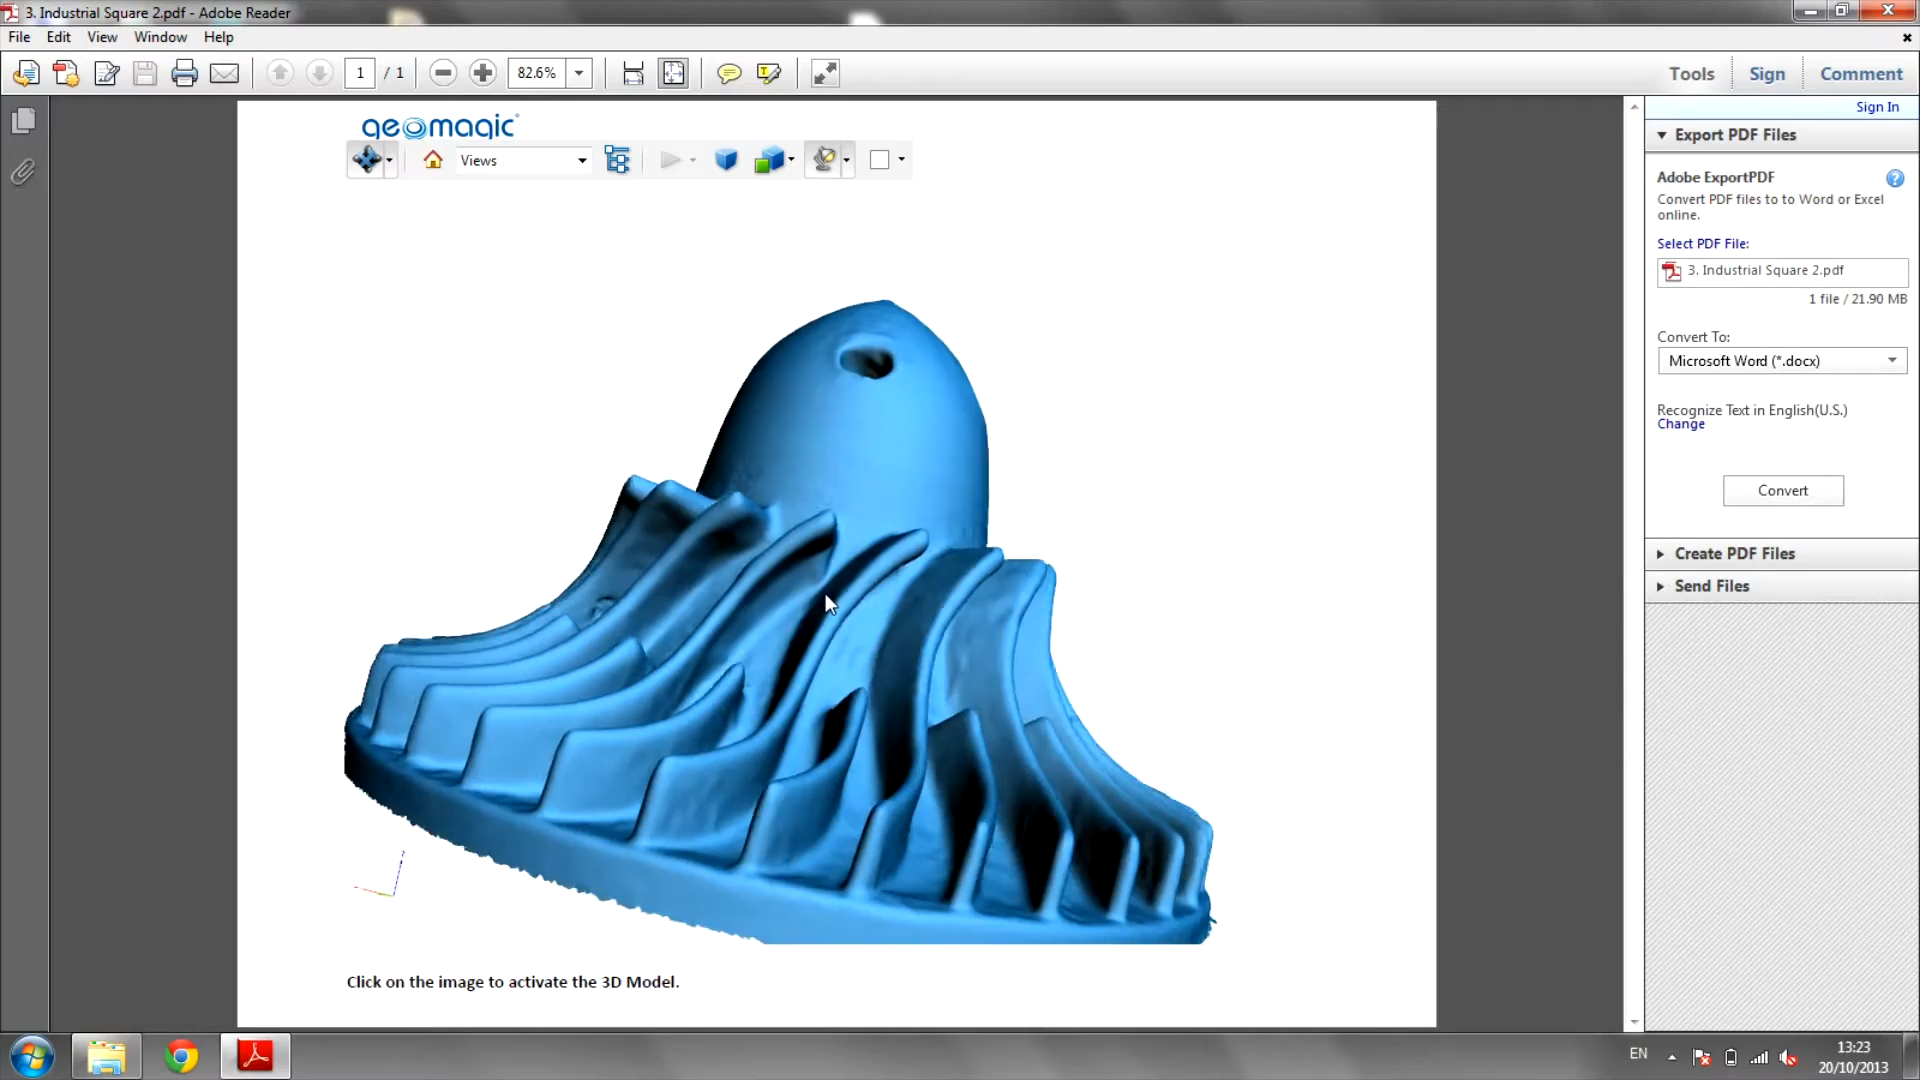 3. Industrial Square 2.pdf - Adobe Reader
File Edit View Window Help
1 / 1 82.6% Tools Sign Comment
Sign In
geomagic
Views
Export PDF Files
Adobe ExportPDF
Convert PDF files to to Word or Excel
online.
Select PDF File:
3. Industrial Square 2.pdf
1 file / 21.90 MB
Convert To:
Microsoft Word (*.docx)
Recognize Text in English(U.S.)
Change
Convert
Create PDF Files
Send Files
Click on the image to activate the 3D Model.
EN
13:23
20/10/2013